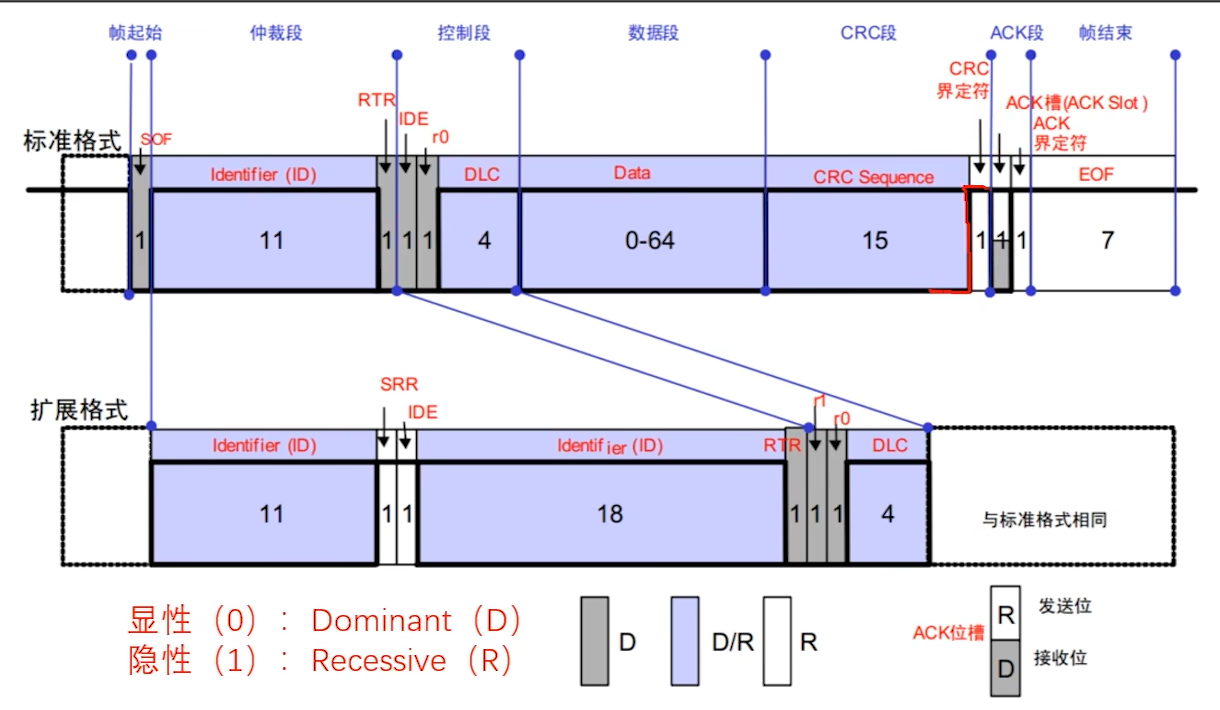 帧起始 仲裁段 控制段 数据段 CRC段 ACK段 帧结束
CRC
界定符
RTR
IDE
r0
ACK槽(ACK Slot )
ACK
界定符
标准格式
SOF
Identifier (ID) DLC Data CRC Sequence EOF
1 11 1 1 1 4 0-64 15 1 1 1 7
SRR
IDE
r1
r0
扩展格式
Identifier (ID) Identifier (ID) RTR DLC
11 1 1 18 1 1 1 4
与标准格式相同
显性（0）：Dominant（D）
隐性（1）：Recessive（R）
D D/R R
ACK位槽
R 发送位
D 接收位